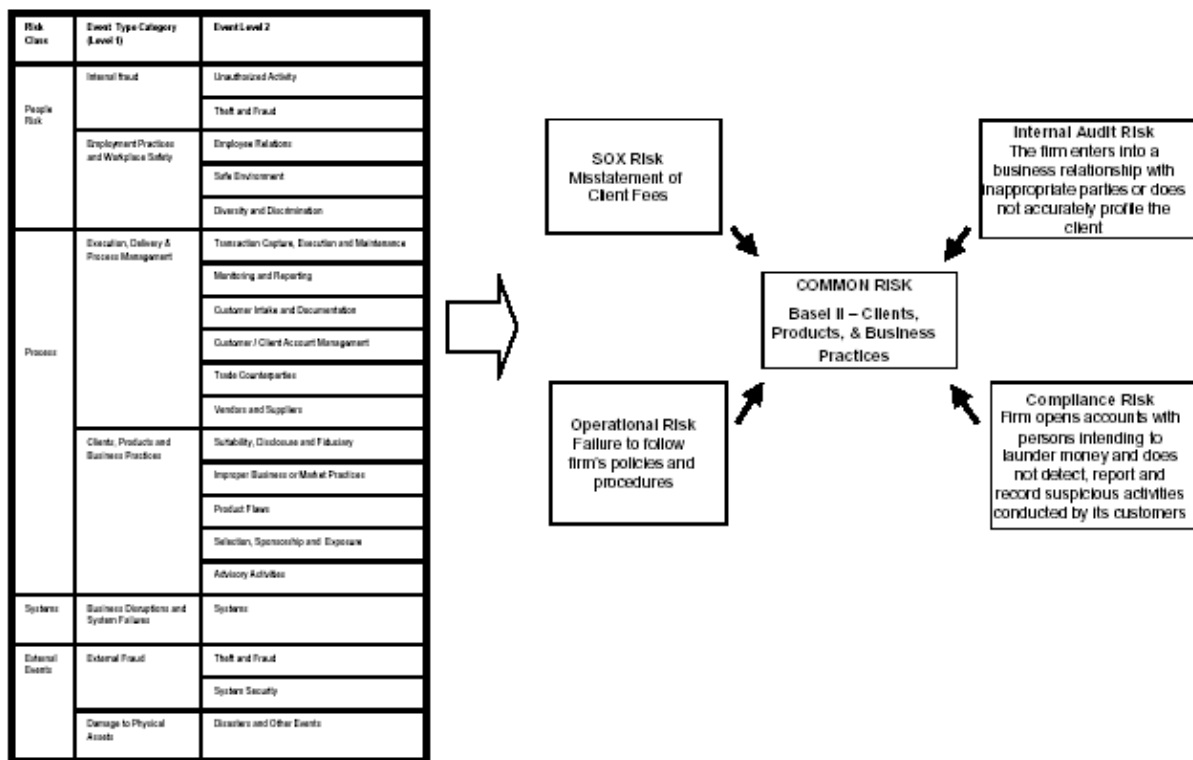 Risk
Class
Event Type Category
(Level 1)
Event Level 2
People
Risk
Internal fraud
Unauthorized Activity
Theft and Fraud
Employment Practices
and Workplace Safety
Employee Relations
Safe Environment
Diversity and Discrimination
Process
Execution, Delivery &
Process Management
Transaction Capture, Execution and Maintenance
Monitoring and Reporting
Customer Intake and Documentation
Customer / Client Account Management
Trade Counterparties
Vendors and Suppliers
Clients, Products and
Business Practices
Suitability, Disclosure and Fiduciary
Improper Business or Market Practices
Product Flaws
Selection, Sponsorship and Exposure
Advisory Activities
Systems
Business Disruptions and
System Failures
Systems
External
Events
External Fraud
Theft and Fraud
System Security
Damage to Physical
Assets
Disasters and Other Events
SOX Risk
Misstatement of
Client Fees
Internal Audit Risk
The firm enters into a
business relationship with
inappropriate parties or does
not accurately profile the
client
COMMON RISK
Basel II – Clients,
Products, & Business
Practices
Operational Risk
Failure to follow
firm's policies and
procedures
Compliance Risk
Firm opens accounts with
persons intending to
launder money and does
not detect, report and
record suspicious activities
conducted by its customers